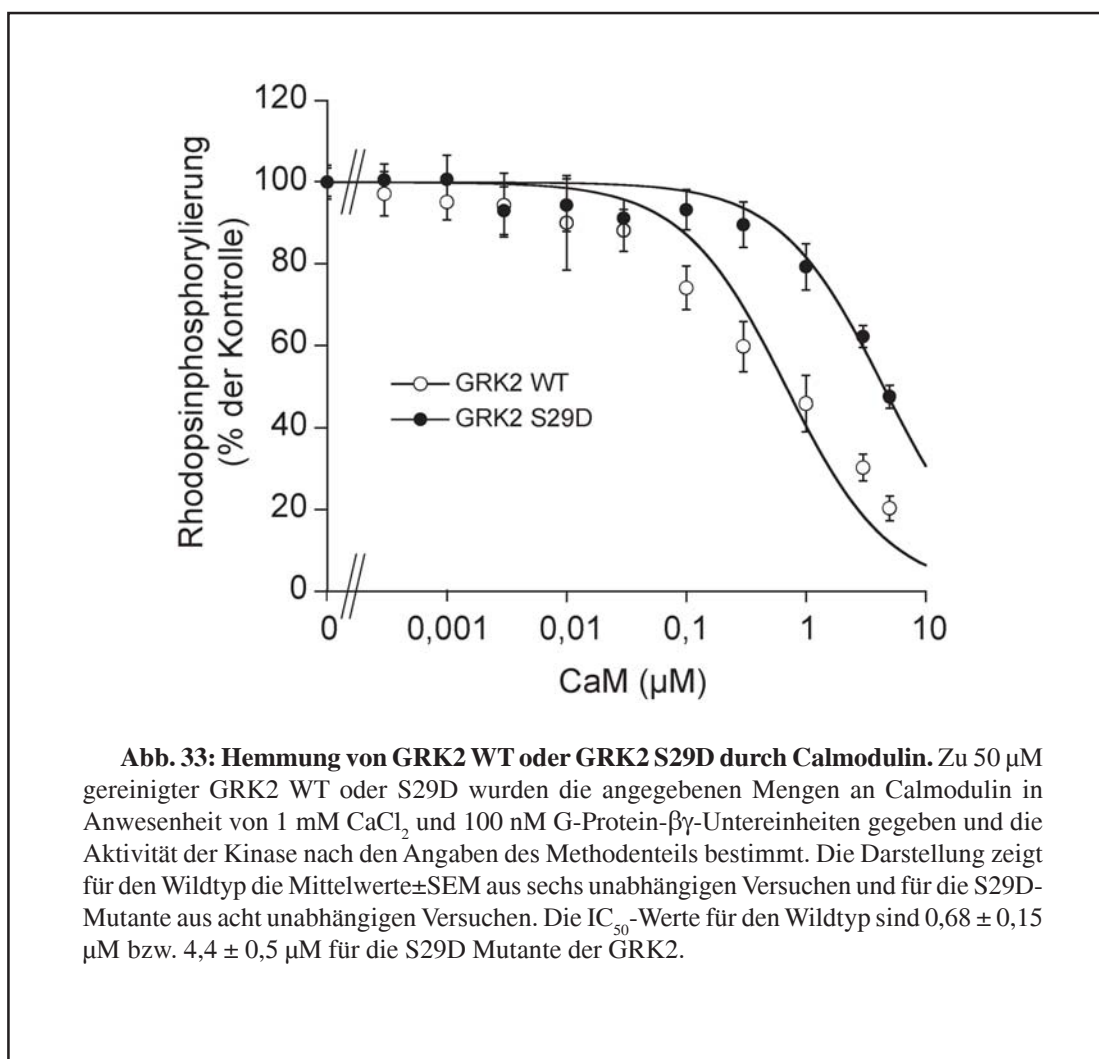 120
100
80
60
40
20
0
Rhodopsinphosphorylierung
(% der Kontrolle)
GRK2 WT
GRK2 S29D
0 0,001 0,01 0,1 1 10
CaM (µM)
Abb. 33: Hemmung von GRK2 WT oder GRK2 S29D durch Calmodulin. Zu 50 µM
gereinigter GRK2 WT oder S29D wurden die angegebenen Mengen an Calmodulin in
Anwesenheit von 1 mM CaCl₂ und 100 nM G-Protein-βγ-Untereinheiten gegeben und die
Aktivität der Kinase nach den Angaben des Methodenteils bestimmt. Die Darstellung zeigt
für den Wildtyp die Mittelwerte±SEM aus sechs unabhängigen Versuchen und für die S29D-
Mutante aus acht unabhängigen Versuchen. Die IC₅₀-Werte für den Wildtyp sind 0,68 ± 0,15
µM bzw. 4,4 ± 0,5 µM für die S29D Mutante der GRK2.